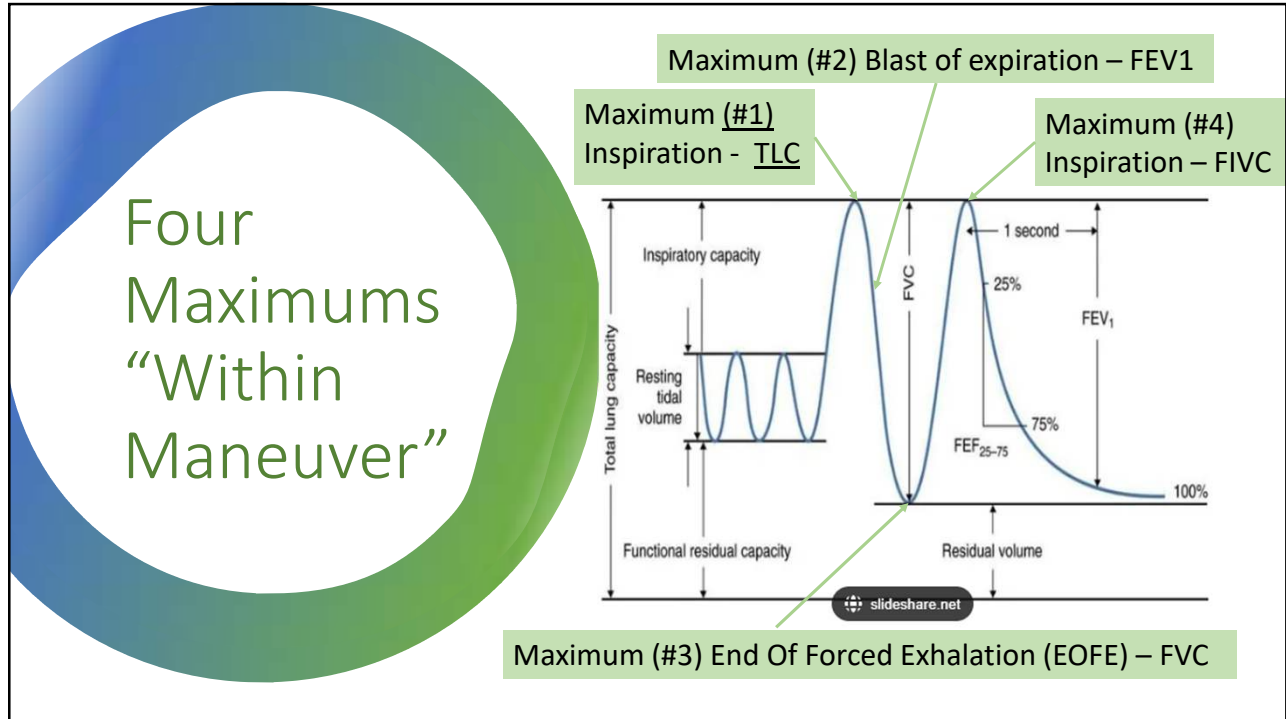 Four
Maximums
“Within
Maneuver”
Maximum (#2) Blast of expiration – FEV1
Maximum (#1)
Inspiration - TLC
Maximum (#4)
Inspiration – FIVC
Total lung capacity
Inspiratory capacity
Resting
tidal
volume
Functional residual capacity
FVC
1 second
25%
FEV1
75%
FEF25–75
100%
Residual volume
slideshare.net
Maximum (#3) End Of Forced Exhalation (EOFE) – FVC